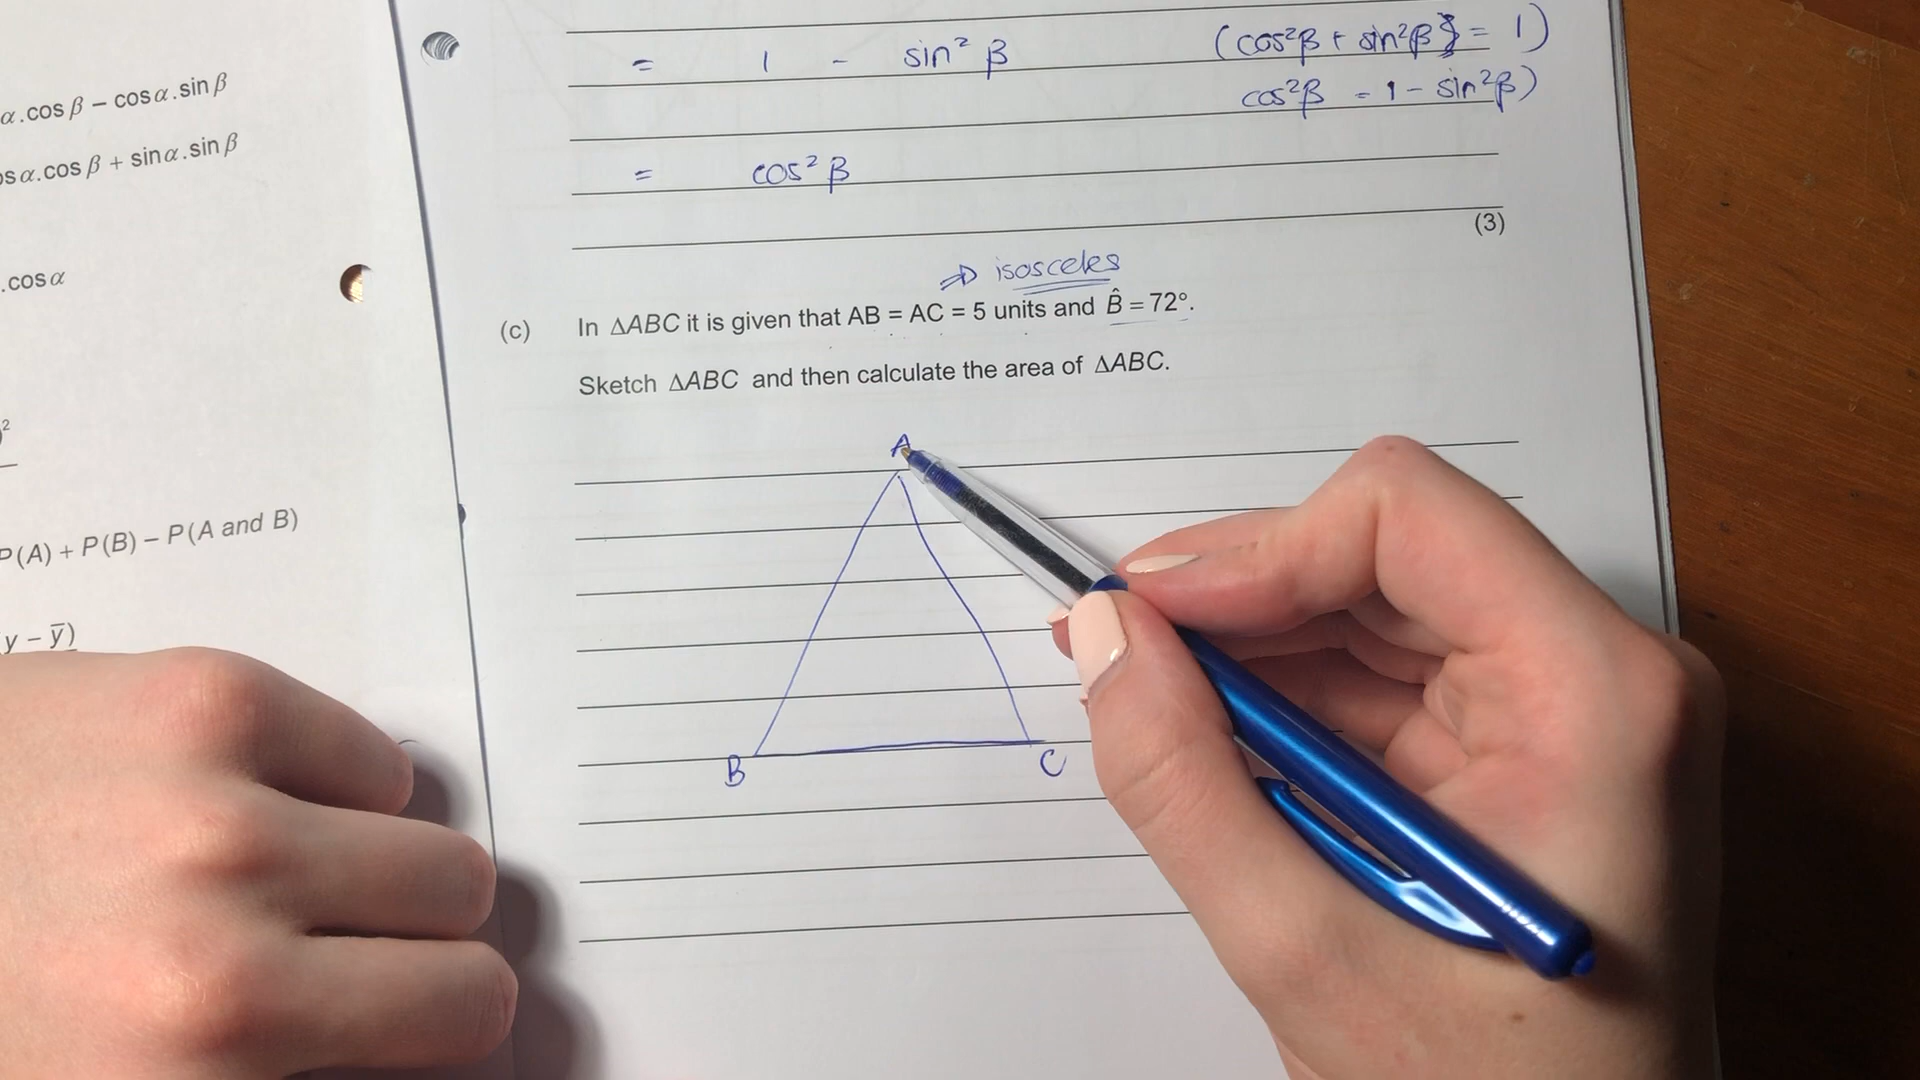 α.cos β – cos α.sin β
α.cos β + sin α.sin β
.cos α
2
P(A) + P(B) – P(A and B)
y – ȳ)
= 1 - sin² β (cos²β + sin²β = 1)
cos²β = 1 - sin²β)
= cos² β
(3)
⇒ isosceles
(c) In ΔABC it is given that AB = AC = 5 units and B̂ = 72°.
Sketch ΔABC and then calculate the area of ΔABC.
A
B C